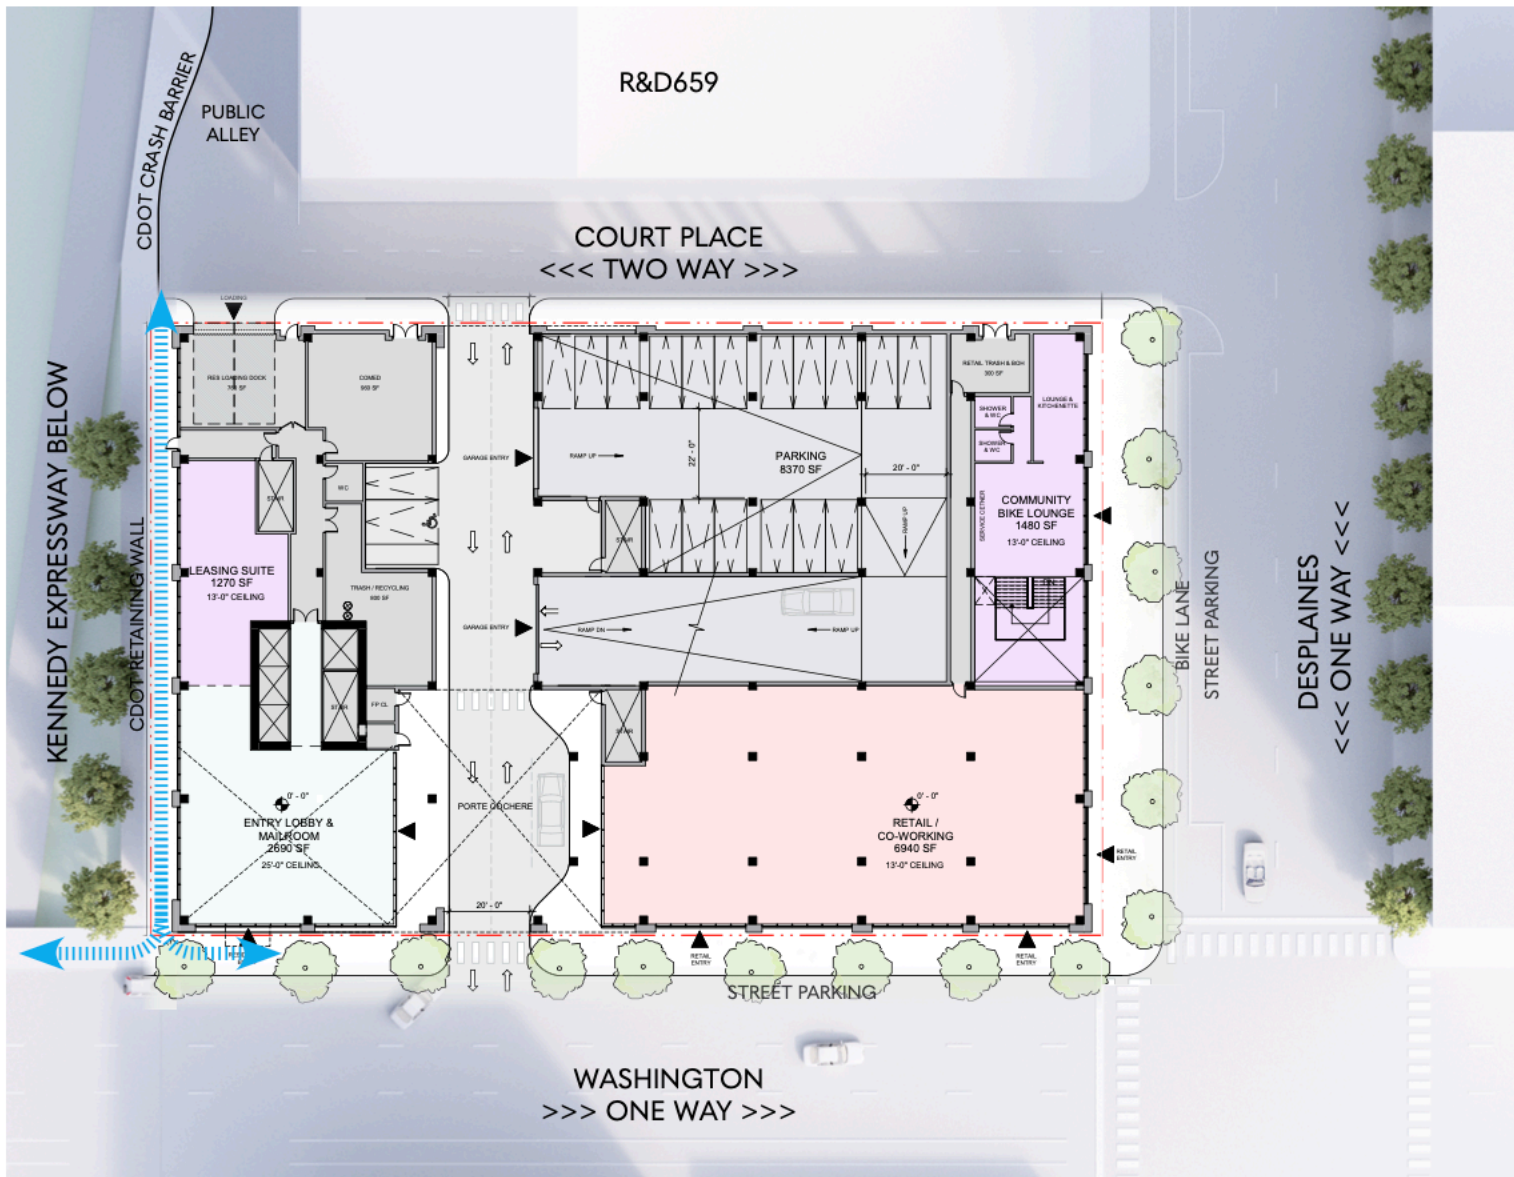 R&D659
PUBLIC
ALLEY
CDOT CRASH BARRIER
COURT PLACE
<<< TWO WAY >>>
LOADING
RES LOADING DOCK
COMED
RETAIL TRASH & BOH
300 SF
LOUNGE &
KITCHENETTE
SHOWER
& WC
SHOWER
& WC
GARAGE ENTRY
RAMP UP
22' - 0"
PARKING
8370 SF
20' - 0"
STAIR
WC
SERVICE CETNER
COMMUNITY
BIKE LOUNGE
1480 SF
13'-0" CEILING
RAMP UP
STAIR
LEASING SUITE
1270 SF
13'-0" CEILING
TRASH / RECYCLING
GARAGE ENTRY
RAMP DN
RAMP UP
DN
KENNEDY EXPRESSWAY BELOW
CDOT RETAINING WALL
BIKE LANE
STREET PARKING
DESPLAINES
<<< ONE WAY <<<
STAIR
FP CL
STAIR
0' - 0"
ENTRY LOBBY &
MAILROOM
2690 SF
25'-0" CEILING
PORTE COCHERE
0' - 0"
RETAIL /
CO-WORKING
6940 SF
13'-0" CEILING
RETAIL
ENTRY
20' - 0"
RETAIL
ENTRY
RETAIL
ENTRY
STREET PARKING
WASHINGTON
>>> ONE WAY >>>